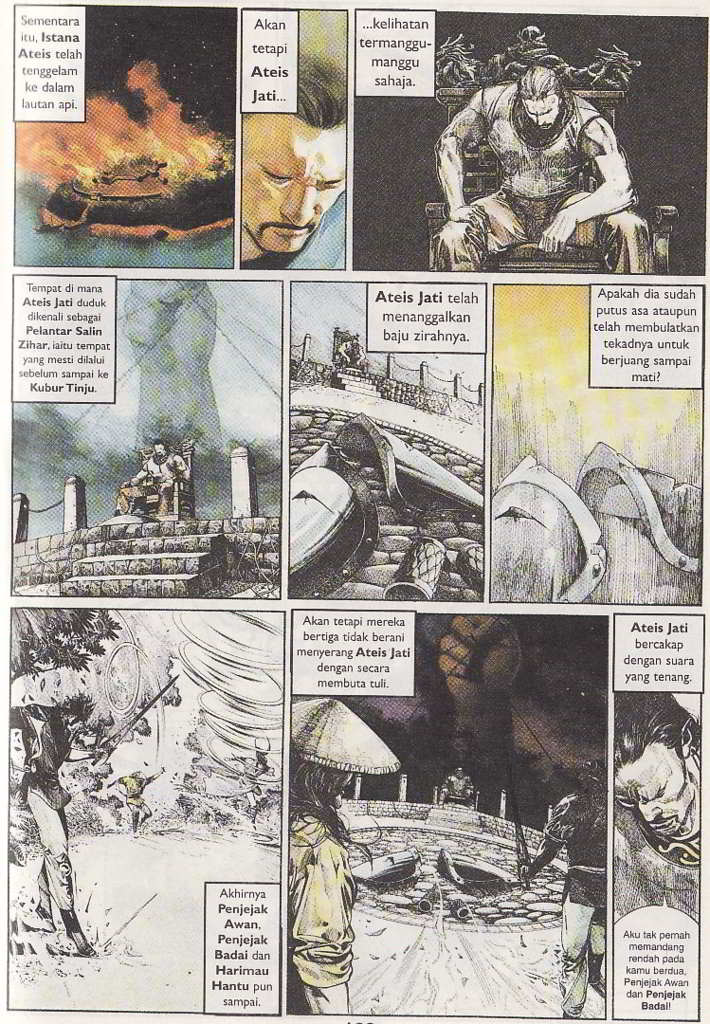 Sementara
itu, Istana
Ateis telah
tenggelam
ke dalam
lautan api.
Akan
tetapi
Ateis
Jati...
...kelihatan
termanggu-
manggu
sahaja.
Tempat di mana
Ateis Jati duduk
dikenali sebagai
Pelantar Salin
Zihar, iaitu tempat
yang mesti dilalui
sebelum sampai ke
Kubur Tinju.
Ateis Jati telah
menanggalkan
baju zirahnya.
Apakah dia sudah
putus asa ataupun
telah membulatkan
tekadnya untuk
berjuang sampai
mati?
Akhirnya
Penjejak
Awan,
Penjejak
Badai dan
Harimau
Hantu pun
sampai.
Akan tetapi mereka
bertiga tidak berani
menyerang Ateis Jati
dengan secara
membuta tuli.
Ateis Jati
bercakap
dengan suara
yang tenang.
Aku tak pernah
memandang
rendah pada
kamu berdua,
Penjejak Awan
dan Penjejak
Badai!